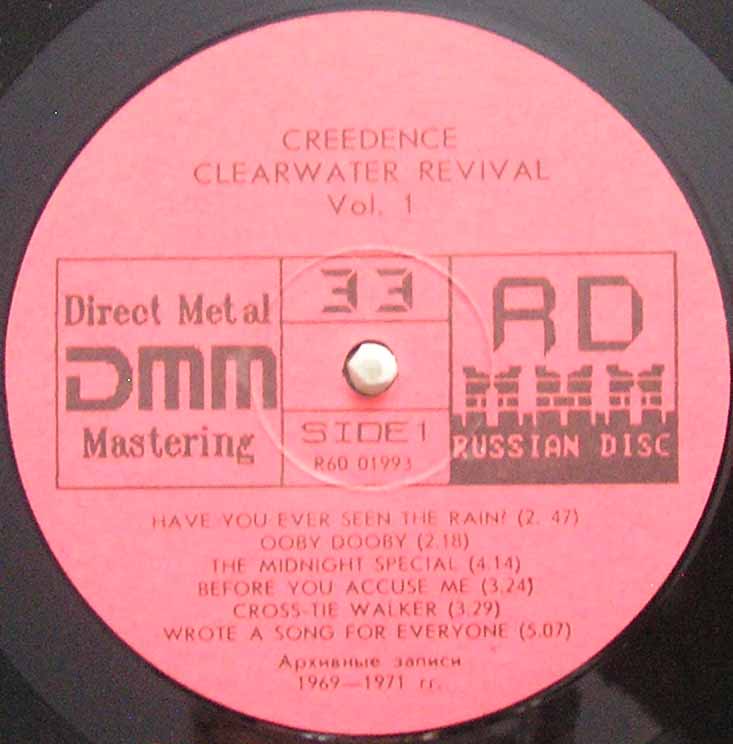 CREEDENCE
CLEARWATER REVIVAL
Vol. 1
Direct Metal
DMM
Mastering
33
SIDE 1
R60 01993
RD
RUSSIAN DISC
HAVE YOU EVER SEEN THE RAIN? (2. 47)
OOBY DOOBY (2.18)
THE MIDNIGHT SPECIAL (4.14)
BEFORE YOU ACCUSE ME (3.24)
CROSS-TIE WALKER (3.29)
WROTE A SONG FOR EVERYONE (5.07)
Архивные записи
1969—1971 гг.